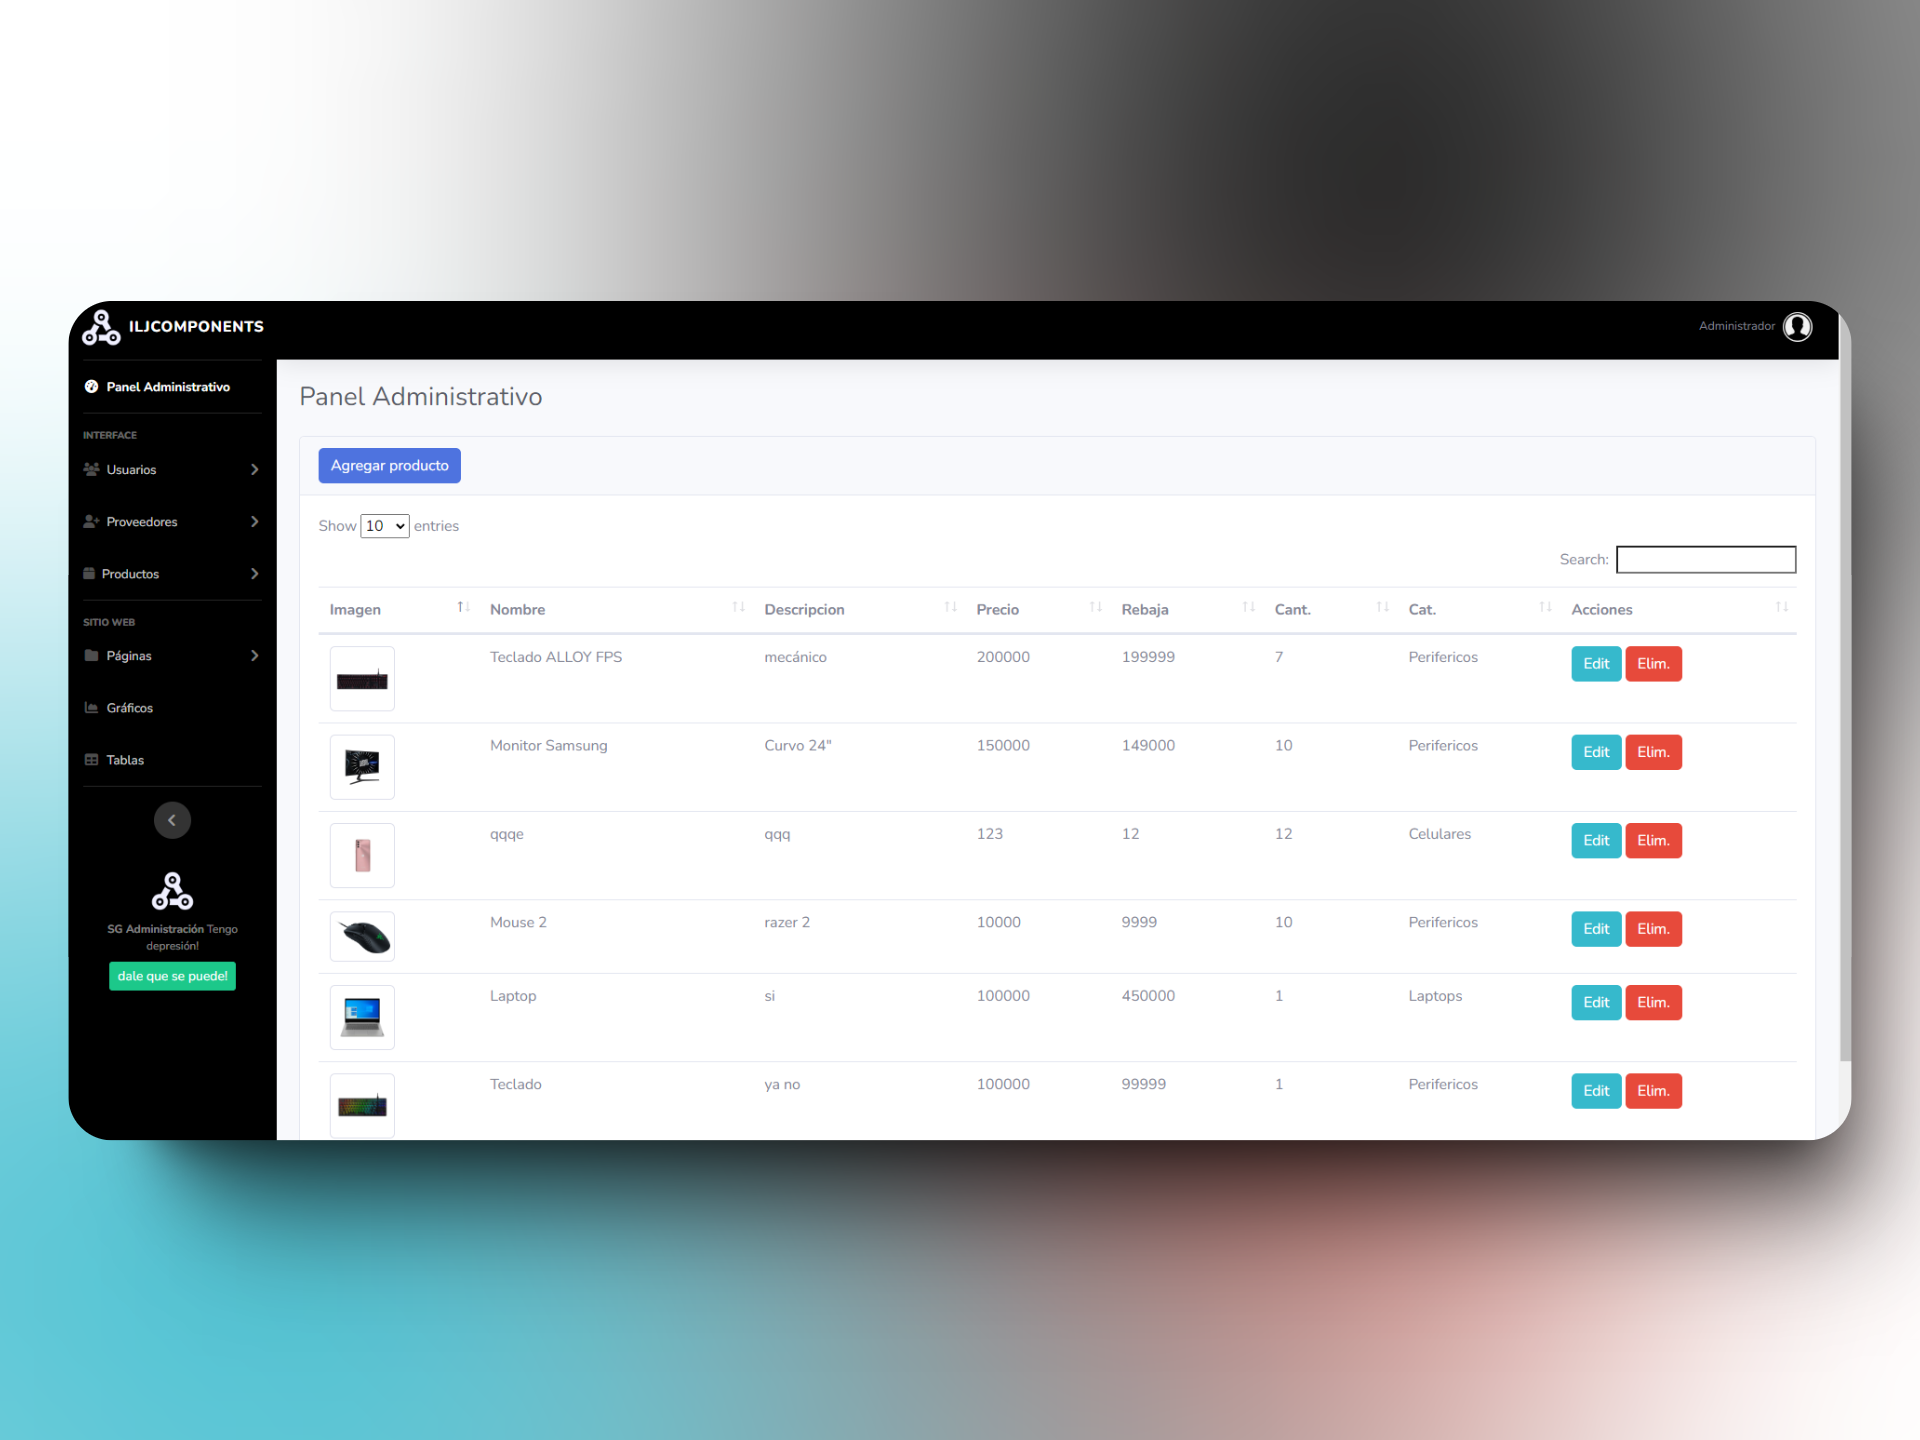 ILJCOMPONENTS
Administrador
Panel Administrativo
INTERFACE
Usuarios
Proveedores
Productos
SITIO WEB
Páginas
Gráficos
Tablas
SG Administración Tengo
depresión!
dale que se puede!
Panel Administrativo
Agregar producto
Show 10 entries
Search:
Imagen Nombre Descripcion Precio Rebaja Cant. Cat. Acciones
Teclado ALLOY FPS mecánico 200000 199999 7 Perifericos Edit Elim.
Monitor Samsung Curvo 24" 150000 149000 10 Perifericos Edit Elim.
qqqe qqq 123 12 12 Celulares Edit Elim.
Mouse 2 razer 2 10000 9999 10 Perifericos Edit Elim.
Laptop si 100000 450000 1 Laptops Edit Elim.
Teclado ya no 100000 99999 1 Perifericos Edit Elim.